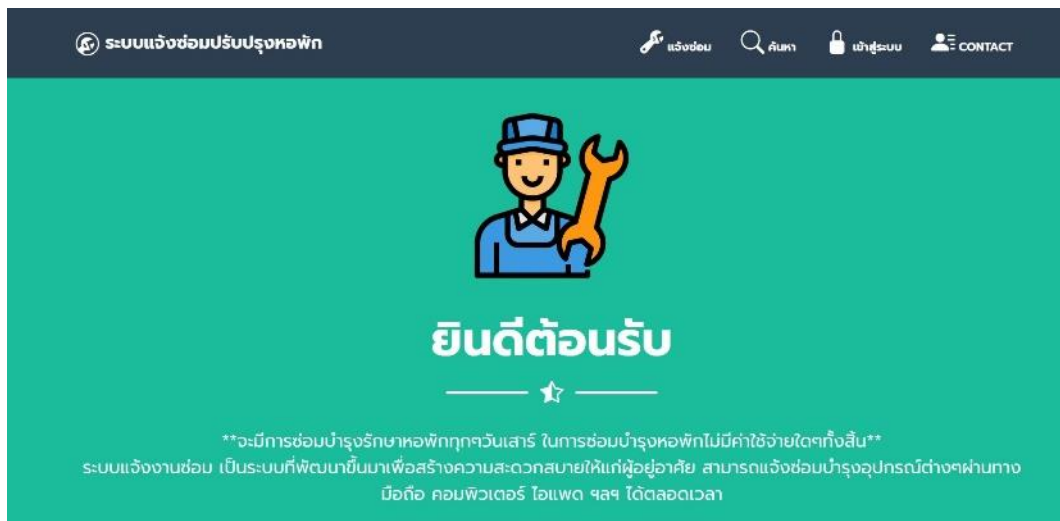 ระบบแจ้งซ่อมปรับปรุงหอพัก
แจ้งซ่อม
ค้นหา
เข้าสู่ระบบ
CONTACT
ยินดีต้อนรับ
**จะมีการซ่อมบำรุงรักษาหอพักทุกๆวันเสาร์ ในการซ่อมบำรุงหอพักไม่มีค่าใช้จ่ายใดๆทั้งสิ้น**
ระบบแจ้งงานซ่อม เป็นระบบที่พัฒนาขึ้นมาเพื่อสร้างความสะดวกสบายให้แก่ผู้อยู่อาศัย สามารถแจ้งซ่อมบำรุงอุปกรณ์ต่างๆผ่านทาง
มือถือ คอมพิวเตอร์ ไอแพด ฯลฯ ได้ตลอดเวลา